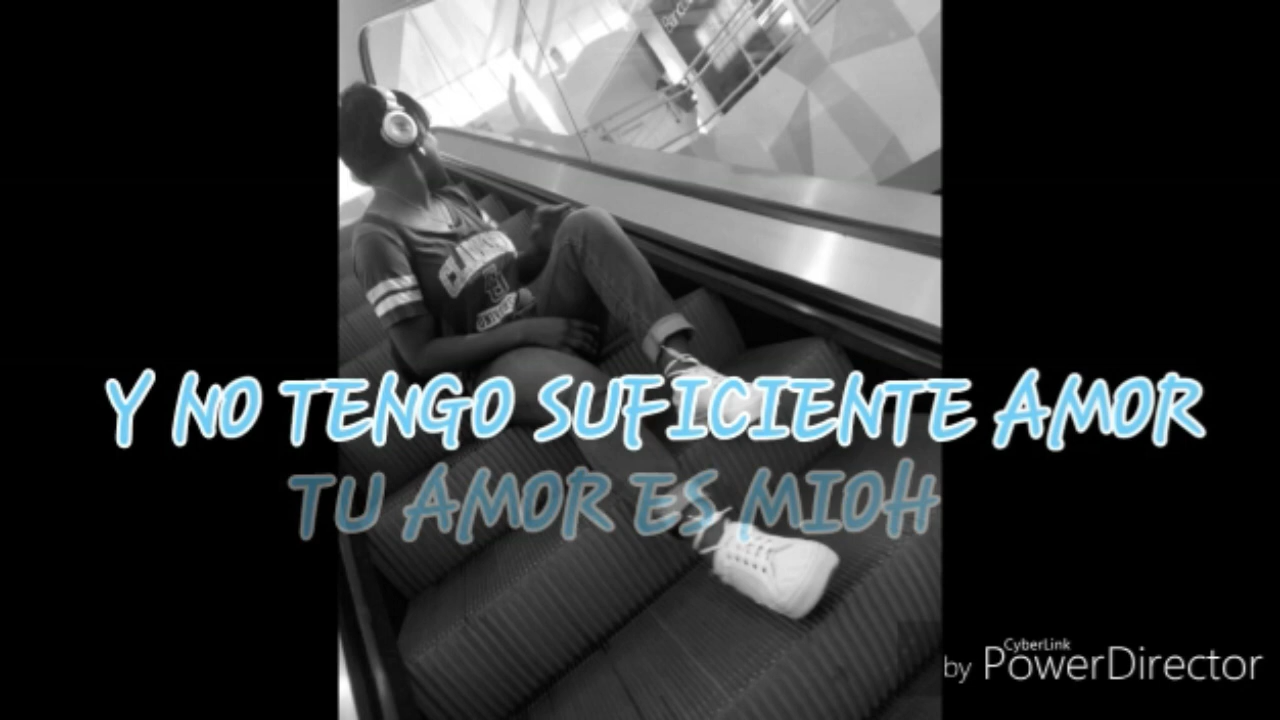 Y NO TENGO SUFICIENTE AMOR
TU AMOR ES MIOH
CyberLink
by PowerDirector